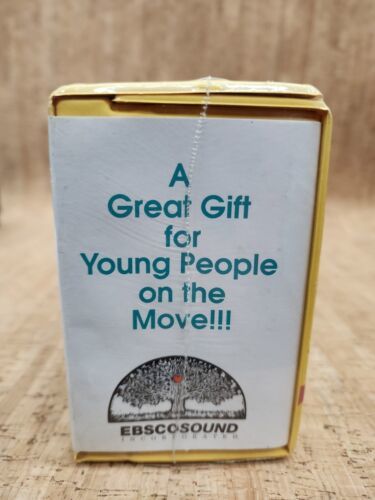 A
Great Gift
for
Young People
on the
Move!!!
EBSCOSOUND
INCORPORATED